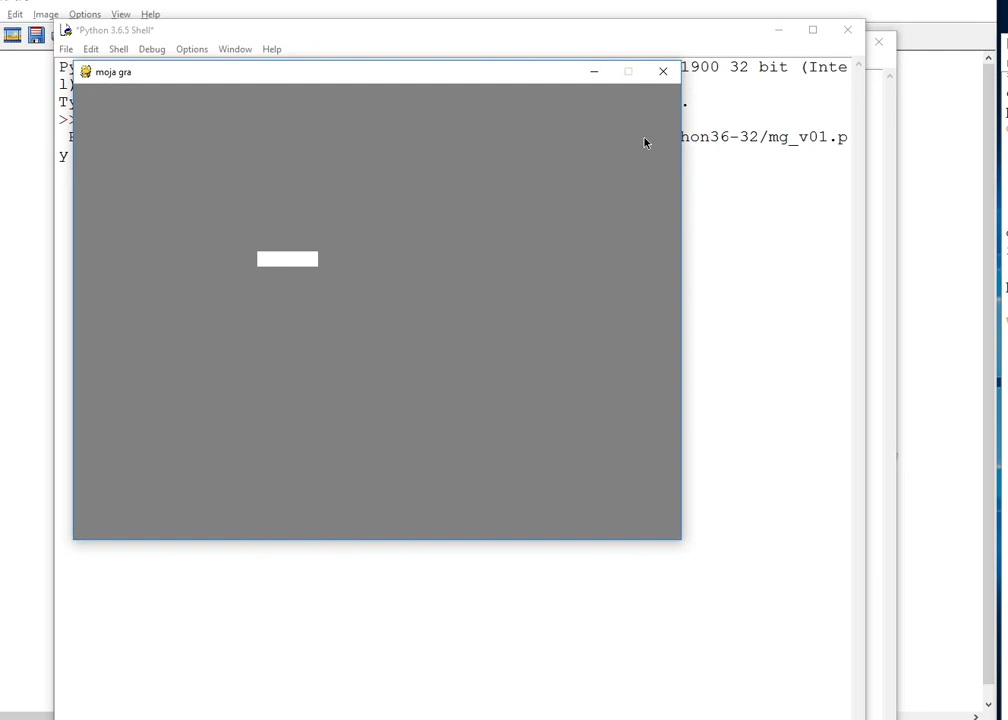 Edit Image Options View Help
*Python 3.6.5 Shell*
File Edit Shell Debug Options Window Help
1900 32 bit (Inte
l)
moja gra
Ty
.
>>
hon36-32/mg_v01.p
y